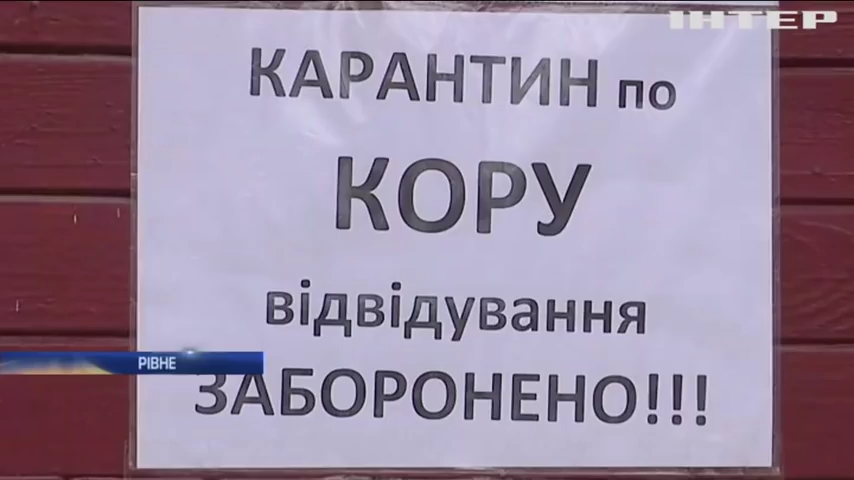 ІНТЕР
КАРАНТИН по
КОРУ
відвідування
РІВНЕ
ЗАБОРОНЕНО!!!